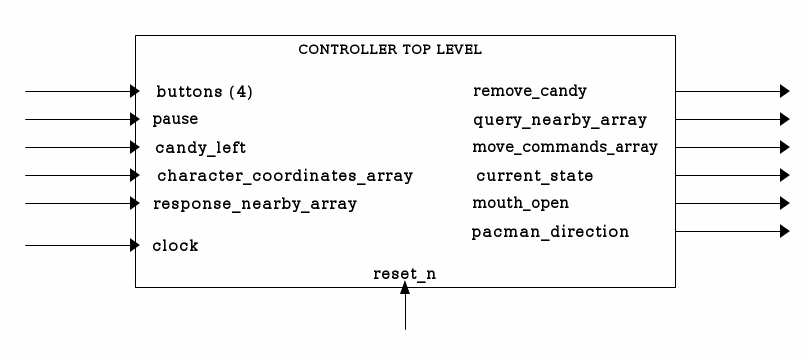 CONTROLLER TOP LEVEL
buttons (4)
pause
candy_left
character_coordinates_array
response_nearby_array
clock
remove_candy
query_nearby_array
move_commands_array
current_state
mouth_open
pacman_direction
reset_n